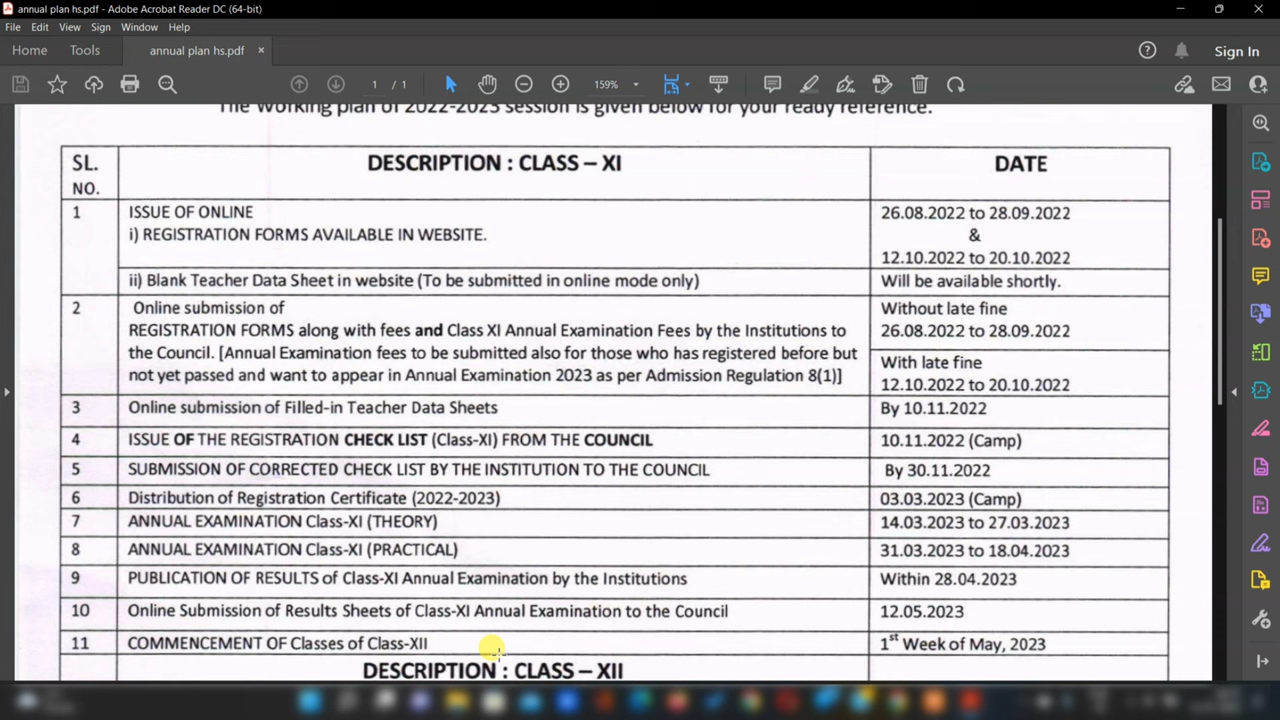 annual plan hs.pdf - Adobe Acrobat Reader DC (64-bit)
File Edit View Sign Window Help
Home Tools annual plan hs.pdf × Sign In
1 / 1 159%
The Working plan of 2022-2023 session is given below for your ready reference.
SL. NO. DESCRIPTION : CLASS – XI DATE
1 ISSUE OF ONLINE 26.08.2022 to 28.09.2022
i) REGISTRATION FORMS AVAILABLE IN WEBSITE. &
12.10.2022 to 20.10.2022
ii) Blank Teacher Data Sheet in website (To be submitted in online mode only) Will be available shortly.
2 Online submission of Without late fine
REGISTRATION FORMS along with fees and Class XI Annual Examination Fees by the Institutions to 26.08.2022 to 28.09.2022
the Council. [Annual Examination fees to be submitted also for those who has registered before but With late fine
not yet passed and want to appear in Annual Examination 2023 as per Admission Regulation 8(1)] 12.10.2022 to 20.10.2022
3 Online submission of Filled-in Teacher Data Sheets By 10.11.2022
4 ISSUE OF THE REGISTRATION CHECK LIST (Class-XI) FROM THE COUNCIL 10.11.2022 (Camp)
5 SUBMISSION OF CORRECTED CHECK LIST BY THE INSTITUTION TO THE COUNCIL By 30.11.2022
6 Distribution of Registration Certificate (2022-2023) 03.03.2023 (Camp)
7 ANNUAL EXAMINATION Class-XI (THEORY) 14.03.2023 to 27.03.2023
8 ANNUAL EXAMINATION Class-XI (PRACTICAL) 31.03.2023 to 18.04.2023
9 PUBLICATION OF RESULTS of Class-XI Annual Examination by the Institutions Within 28.04.2023
10 Online Submission of Results Sheets of Class-XI Annual Examination to the Council 12.05.2023
11 COMMENCEMENT OF Classes of Class-XII 1st Week of May, 2023
DESCRIPTION : CLASS – XII